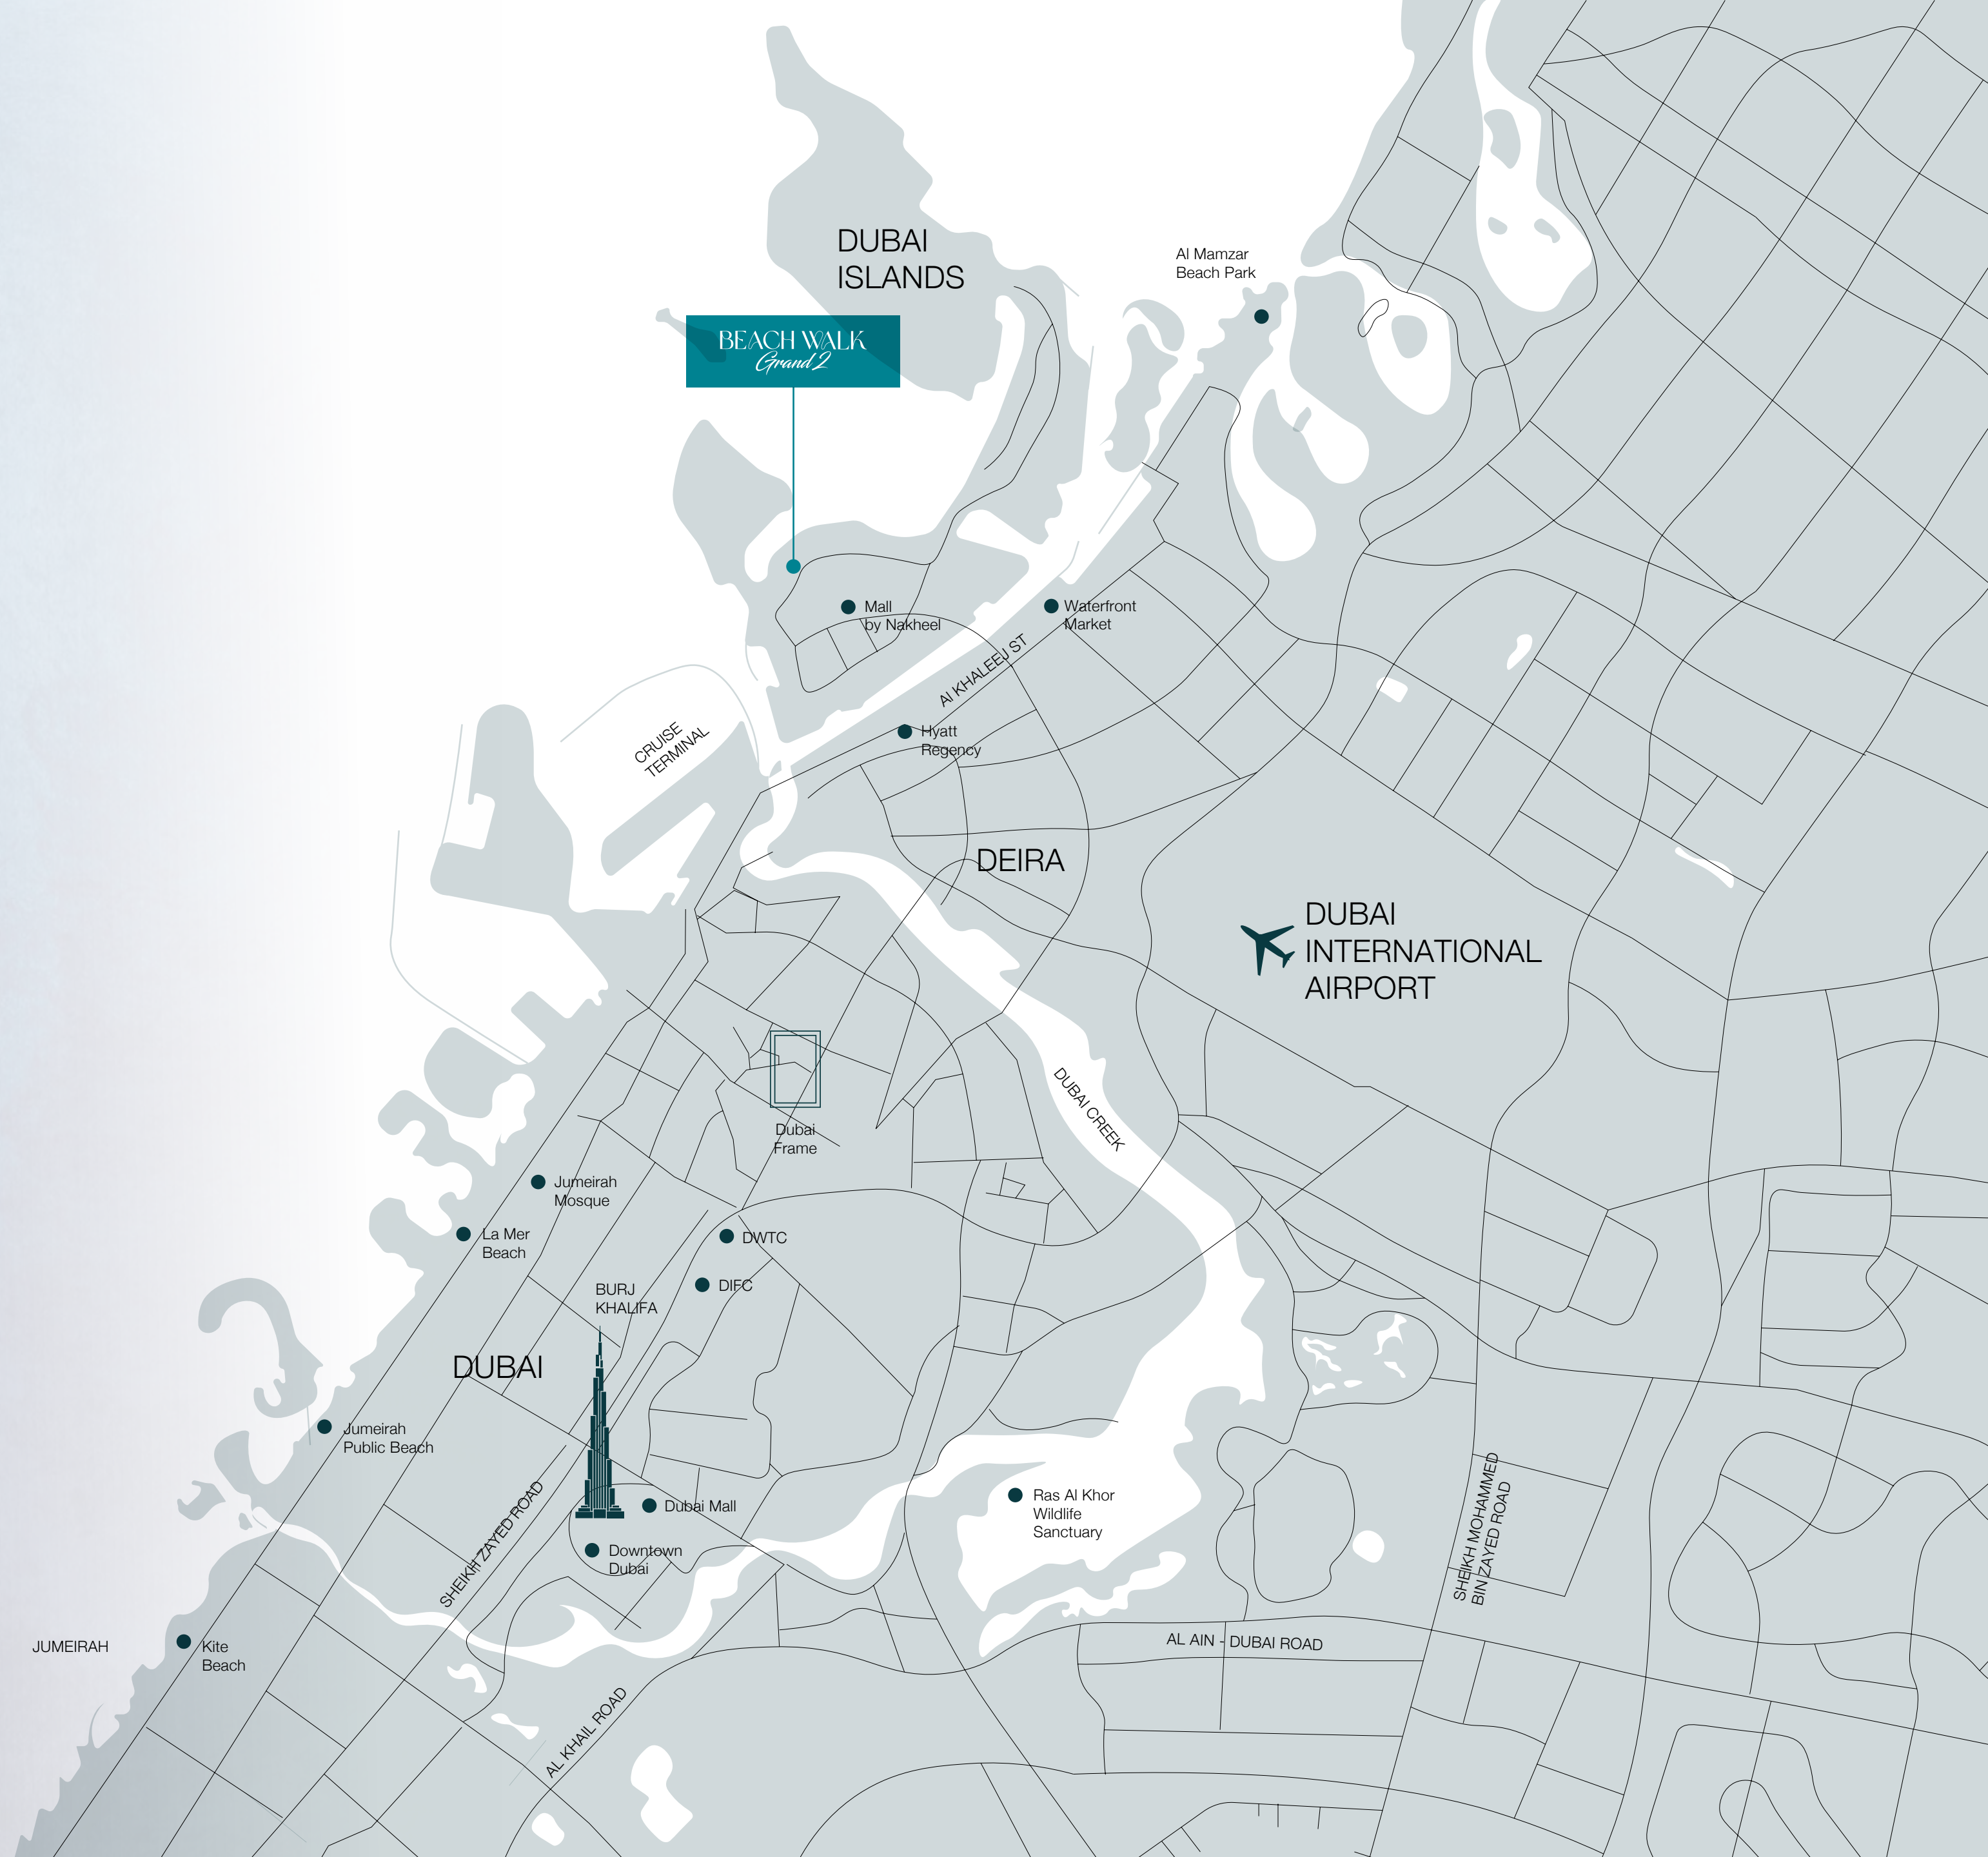 DUBAI
ISLANDS
Al Mamzar
Beach Park
BEACH WALK
Grand 2
Mall
by Nakheel
Waterfront
Market
Al KHALEEJ ST
Hyatt
Regency
CRUISE
TERMINAL
DEIRA
DUBAI
INTERNATIONAL
AIRPORT
DUBAI CREEK
Dubai
Frame
Jumeirah
Mosque
La Mer
Beach
DWTC
DIFC
BURJ
KHALIFA
DUBAI
Jumeirah
Public Beach
SHEIKH ZAYED ROAD
Dubai Mall
Downtown
Dubai
Ras Al Khor
Wildlife
Sanctuary
SHEIKH MOHAMMED
BIN ZAYED ROAD
JUMEIRAH
Kite
Beach
AL AIN - DUBAI ROAD
AL KHAIL ROAD